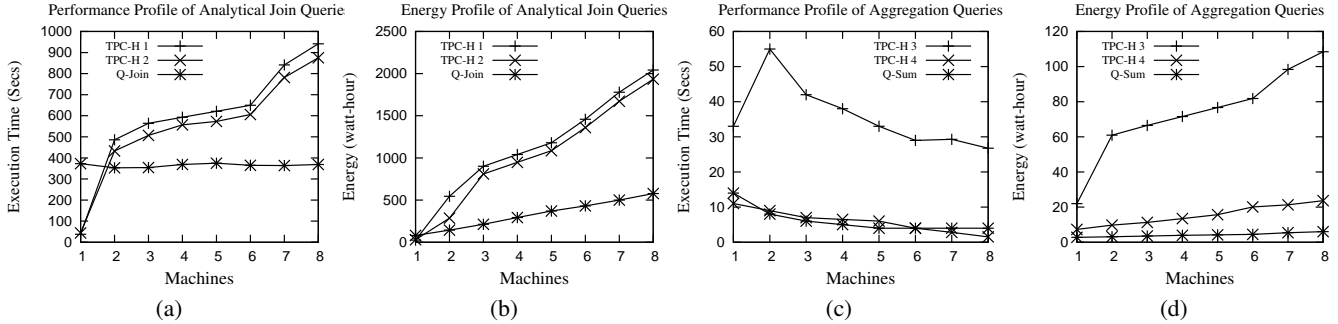 Performance Profile of Analytical Join Queries
Execution Time (Secs)
1000
900
800
700
600
500
400
300
200
100
0
TPC-H 1
TPC-H 2
Q-Join
1 2 3 4 5 6 7 8
Machines
(a)
Energy Profile of Analytical Join Queries
Energy (watt-hour)
2500
2000
1500
1000
500
0
TPC-H 1
TPC-H 2
Q-Join
1 2 3 4 5 6 7 8
Machines
(b)
Performance Profile of Aggregation Queries
Execution Time (Secs)
60
50
40
30
20
10
0
TPC-H 3
TPC-H 4
Q-Sum
1 2 3 4 5 6 7 8
Machines
(c)
Energy Profile of Aggregation Queries
Energy (watt-hour)
120
100
80
60
40
20
0
TPC-H 3
TPC-H 4
Q-Sum
1 2 3 4 5 6 7 8
Machines
(d)